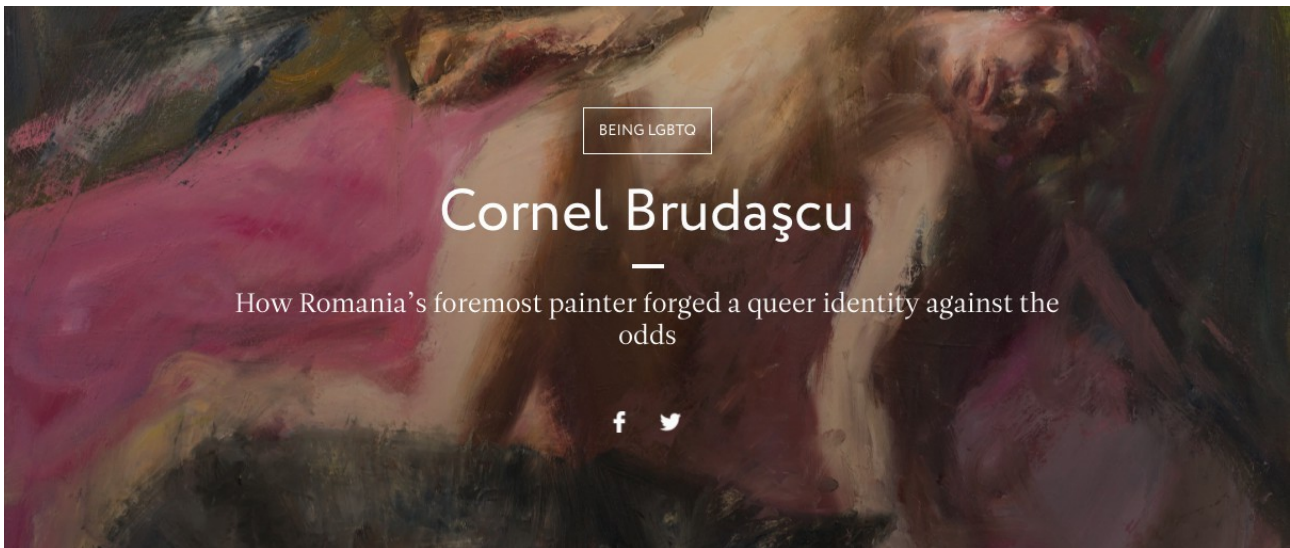 BEING LGBTQ
Cornel Brudaşcu
How Romania’s foremost painter forged a queer identity against the
odds